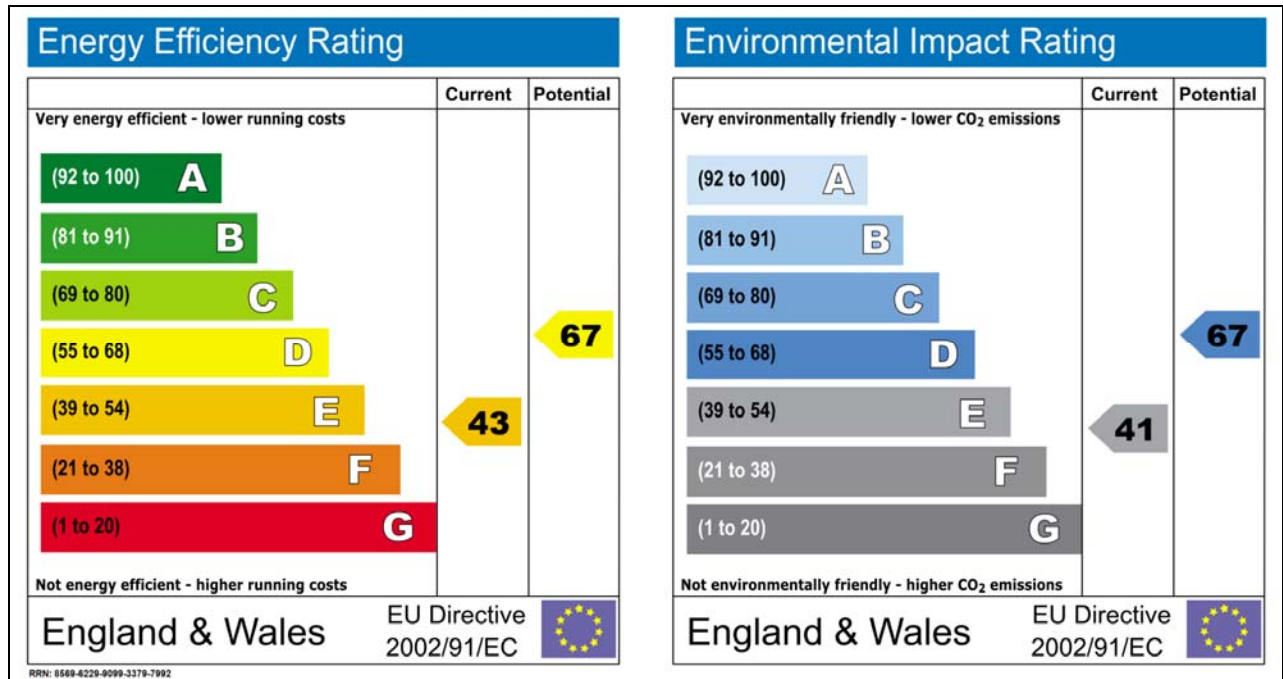 Energy Efficiency Rating
Current Potential
Very energy efficient - lower running costs
(92 to 100) A
(81 to 91) B
(69 to 80) C
(55 to 68) D
67
(39 to 54) E
43
(21 to 38) F
(1 to 20) G
Not energy efficient - higher running costs
England & Wales
EU Directive
2002/91/EC
RRN: 8569-6229-9099-3379-7992
Environmental Impact Rating
Current Potential
Very environmentally friendly - lower CO₂ emissions
(92 to 100) A
(81 to 91) B
(69 to 80) C
(55 to 68) D
67
(39 to 54) E
41
(21 to 38) F
(1 to 20) G
Not environmentally friendly - higher CO₂ emissions
England & Wales
EU Directive
2002/91/EC